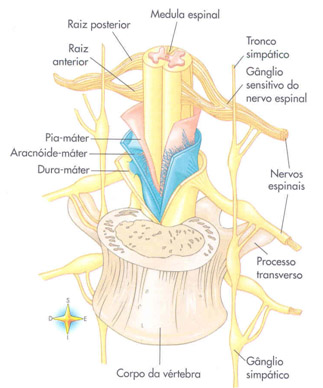 Medula espinal
Raiz posterior
Raiz
anterior
Tronco
simpático
Gânglio
sensitivo do
nervo espinal
Pia-máter
Aracnóide-máter
Dura-máter
Nervos
espinais
Processo
transverso
S
D E
I
Corpo da vértebra
Gânglio
simpático